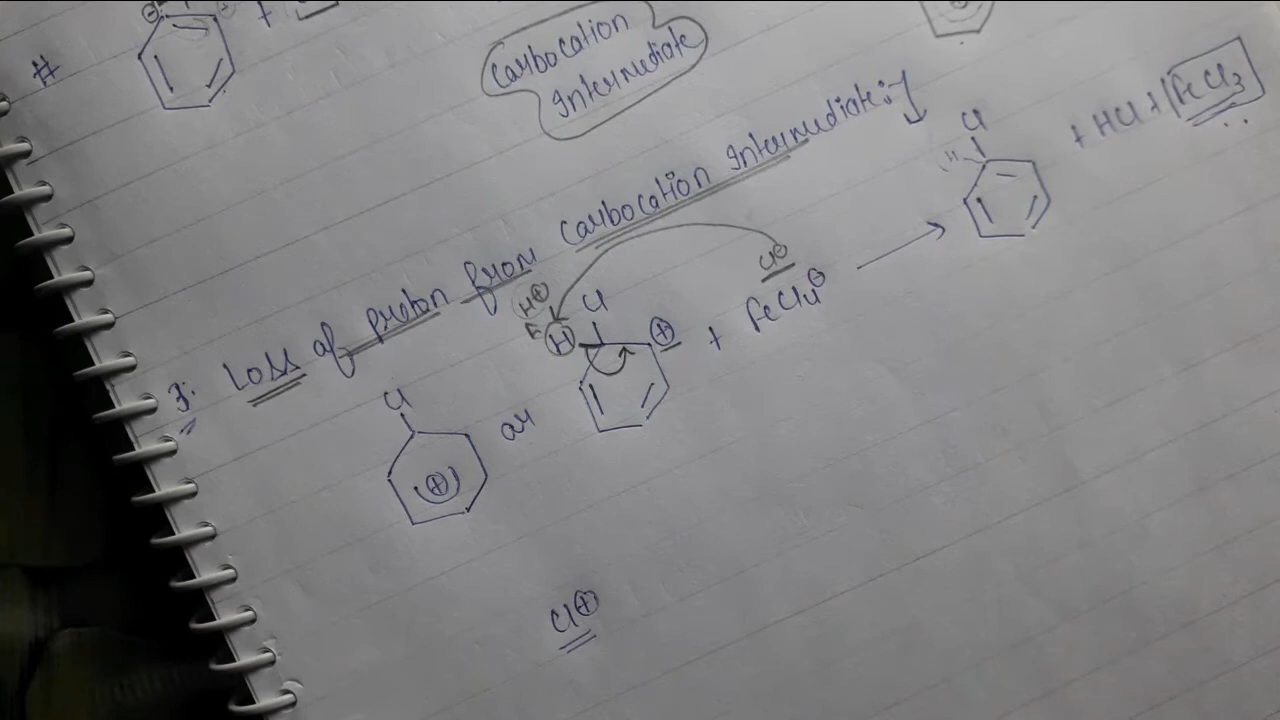 +
#
Carbocation
Intermediate
3. Loss of proton from Carbocation Intermediate:-
H⊕
H
Cl
⊕
+ FeCl4⊖
Cl⊖
→
Cl
"H
+ HCl + FeCl3
Cl
⊕
or
Cl⊕